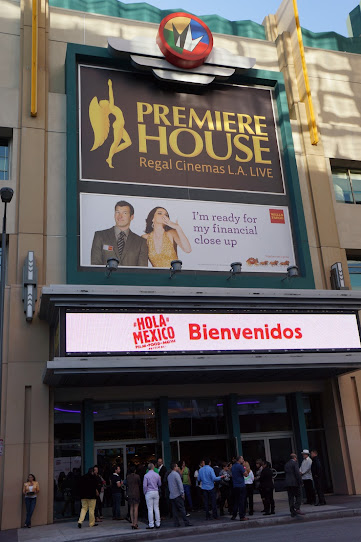 PREMIERE
HOUSE
Regal Cinemas L.A. LIVE
I'm ready for
my financial
close up
HOLA
MEXICO
Bienvenidos